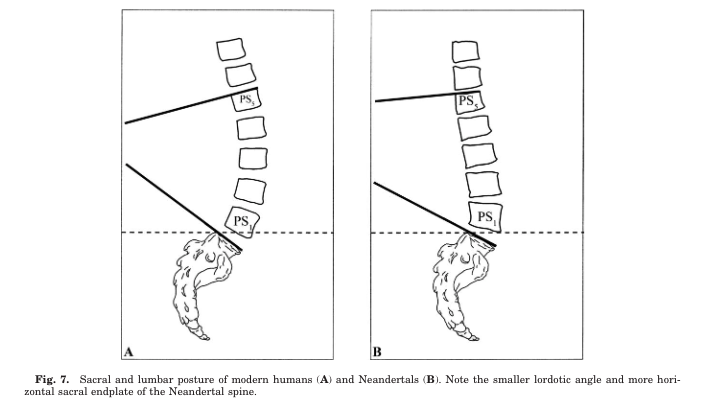 PS5
PS5
PS1
PS1
A
B
Fig. 7. Sacral and lumbar posture of modern humans (A) and Neandertals (B). Note the smaller lordotic angle and more hori-
zontal sacral endplate of the Neandertal spine.